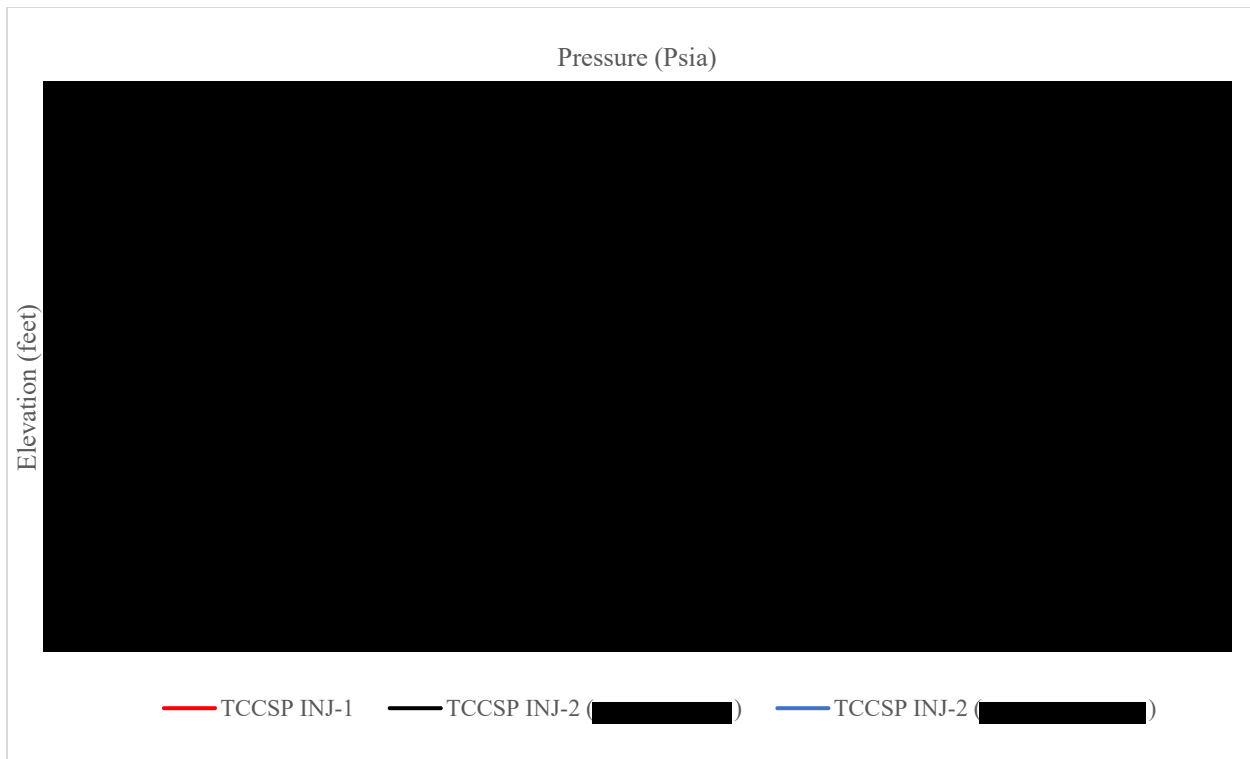 Pressure (Psia)
Elevation (feet)
TCCSP INJ-1 TCCSP INJ-2 ( ) TCCSP INJ-2 ( )